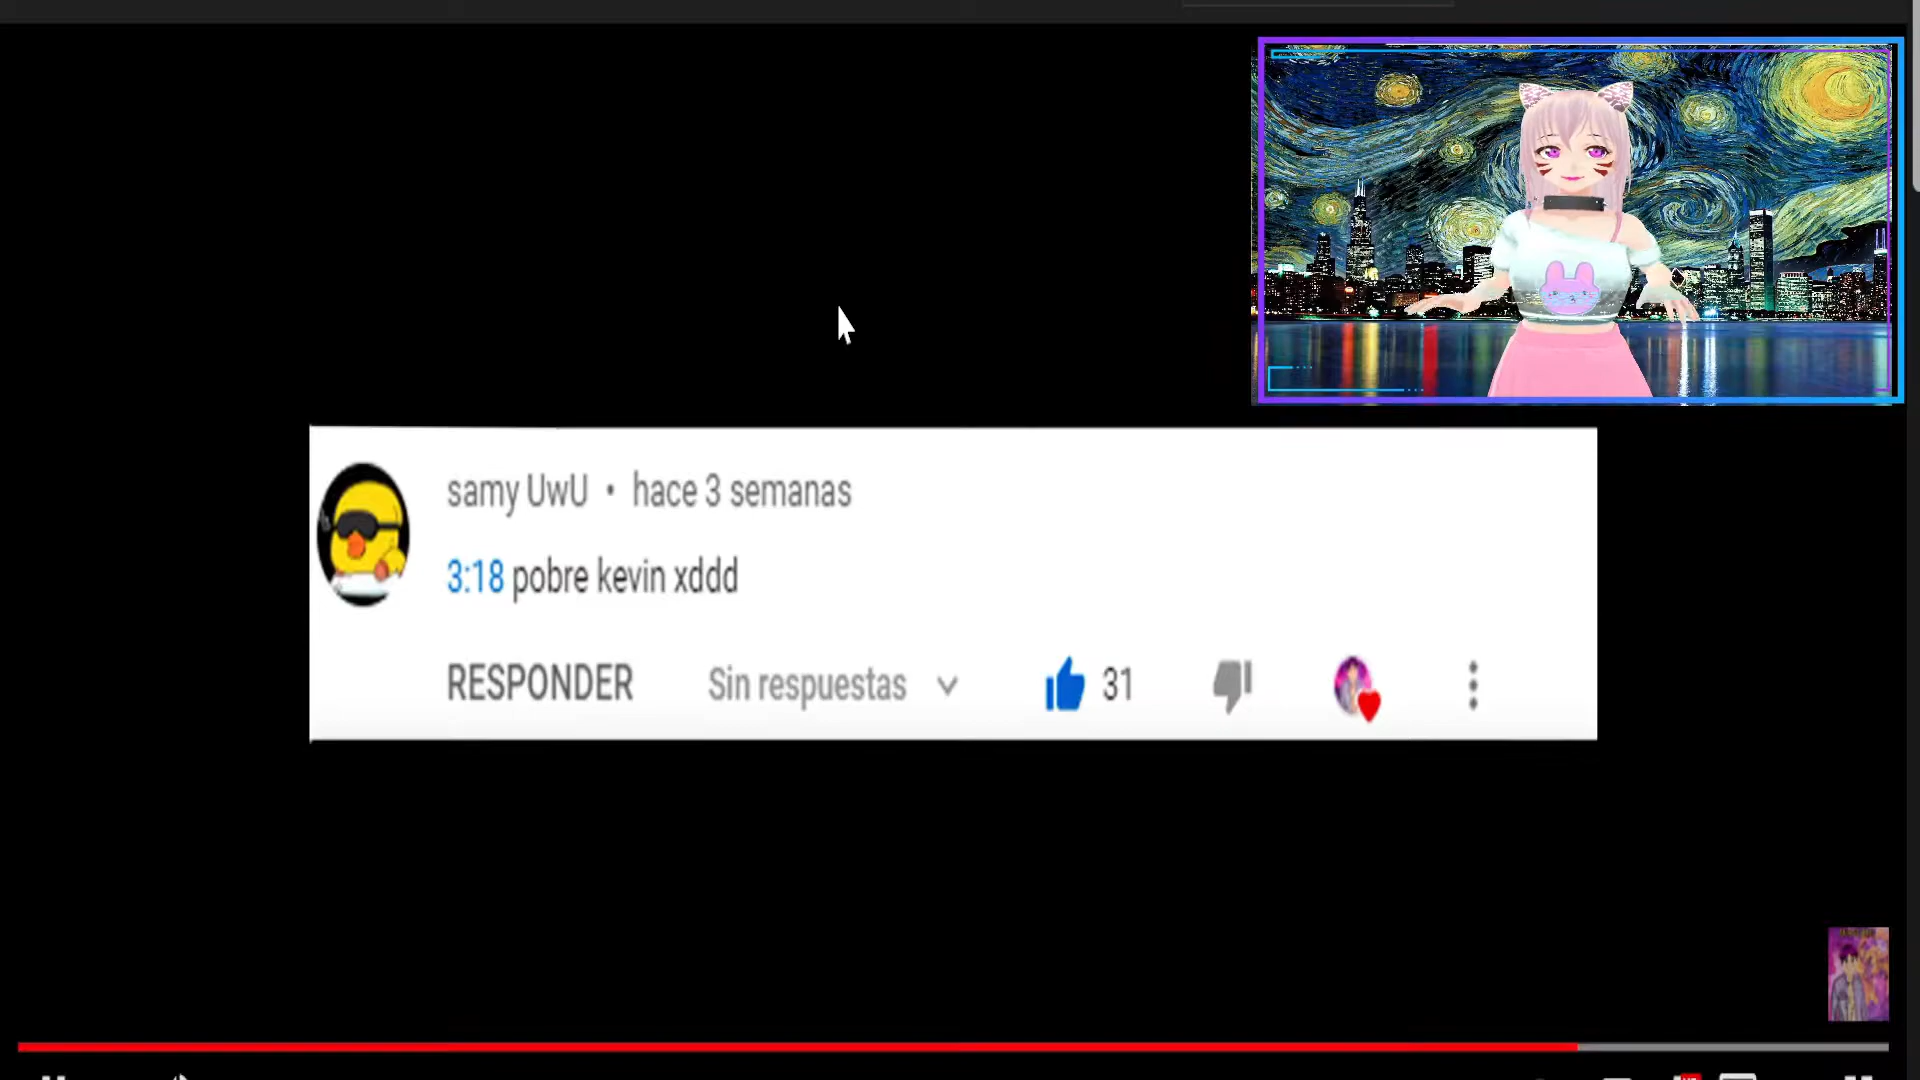 samy UwU • hace 3 semanas
3:18 pobre kevin xddd
RESPONDER Sin respuestas 31